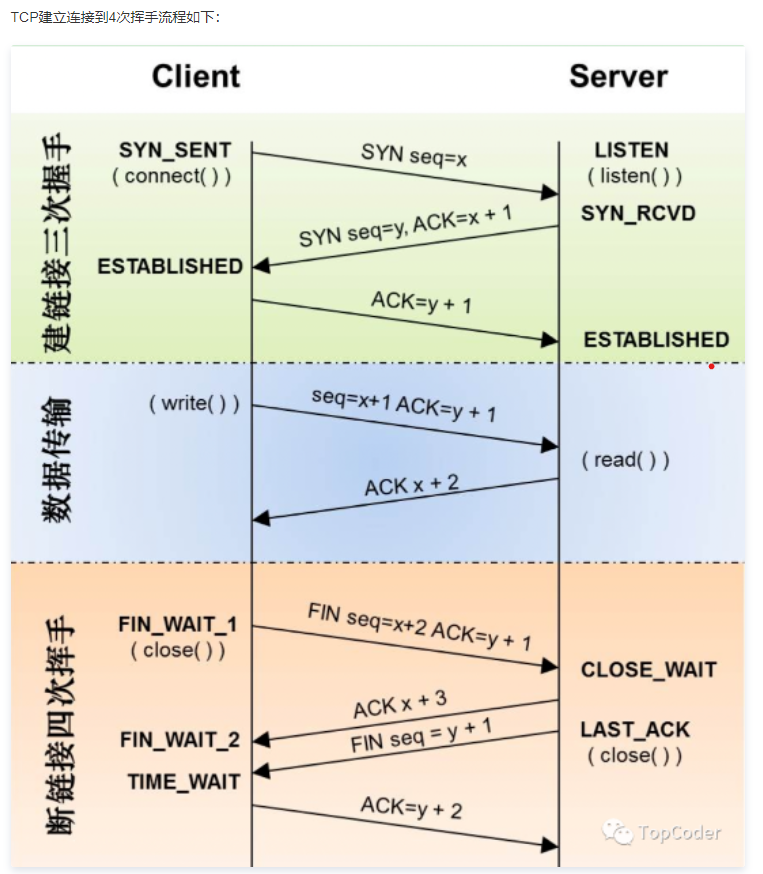 TCP建立连接到4次挥手流程如下：
Client
Server
建链接三次握手
SYN_SENT
( connect( ) )
SYN seq=x
LISTEN
( listen( ) )
SYN_RCVD
SYN seq=y, ACK=x + 1
ESTABLISHED
ACK=y + 1
ESTABLISHED
数据传输
( write( ) )
seq=x+1 ACK=y + 1
( read( ) )
ACK x + 2
断链接四次挥手
FIN_WAIT_1
( close( ) )
FIN seq=x+2 ACK=y + 1
CLOSE_WAIT
ACK x + 3
FIN_WAIT_2
FIN seq = y + 1
LAST_ACK
( close( ) )
TIME_WAIT
ACK=y + 2
TopCoder